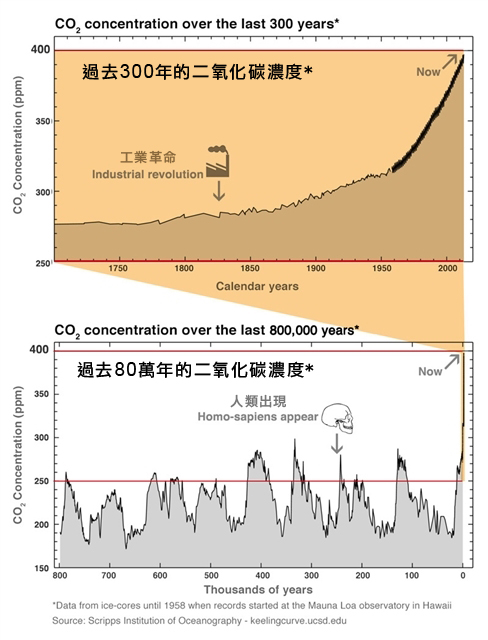 CO2 concentration over the last 300 years*
400
350
300
250
CO2 Concentration (ppm)
過去300年的二氧化碳濃度*
Now
工業革命
Industrial revolution
1750 1800 1850 1900 1950 2000
Calendar years
CO2 concentration over the last 800,000 years*
400
350
300
250
200
150
CO2 Concentration (ppm)
過去80萬年的二氧化碳濃度*
Now
人類出現
Homo-sapiens appear
800 700 600 500 400 300 200 100 0
Thousands of years
*Data from ice-cores until 1958 when records started at the Mauna Loa observatory in Hawaii
Source: Scripps Institution of Oceanography - keelingcurve.ucsd.edu